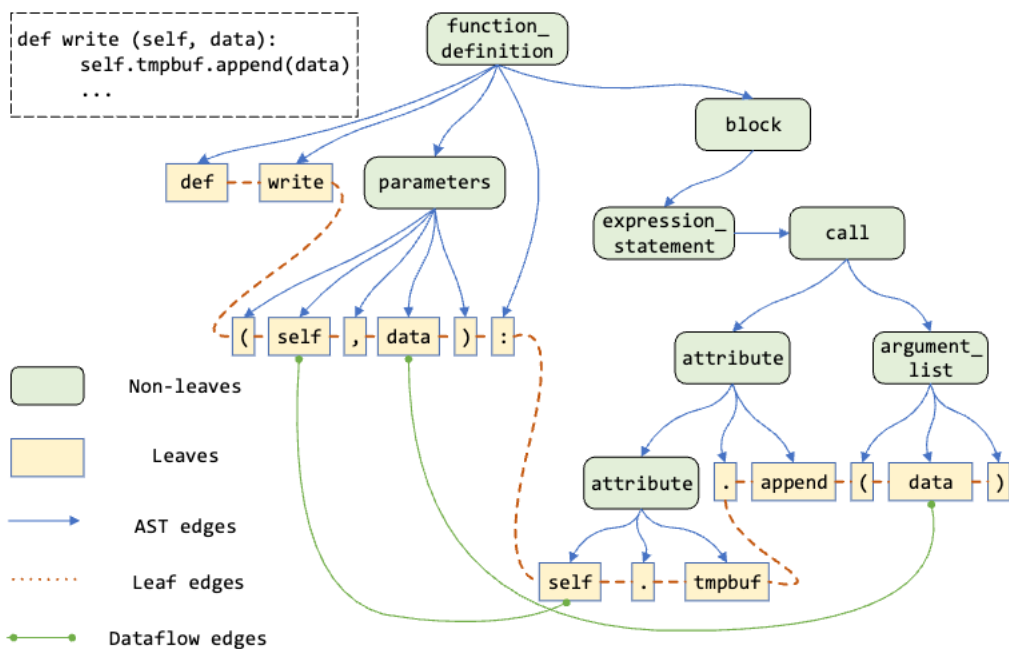 def write (self, data):
self.tmpbuf.append(data)
...
function_
definition
block
def
write
parameters
expression_
statement
call
(
self
,
data
)
:
attribute
argument_
list
Non-leaves
Leaves
attribute
.
append
(
data
)
AST edges
self
.
tmpbuf
Leaf edges
Dataflow edges